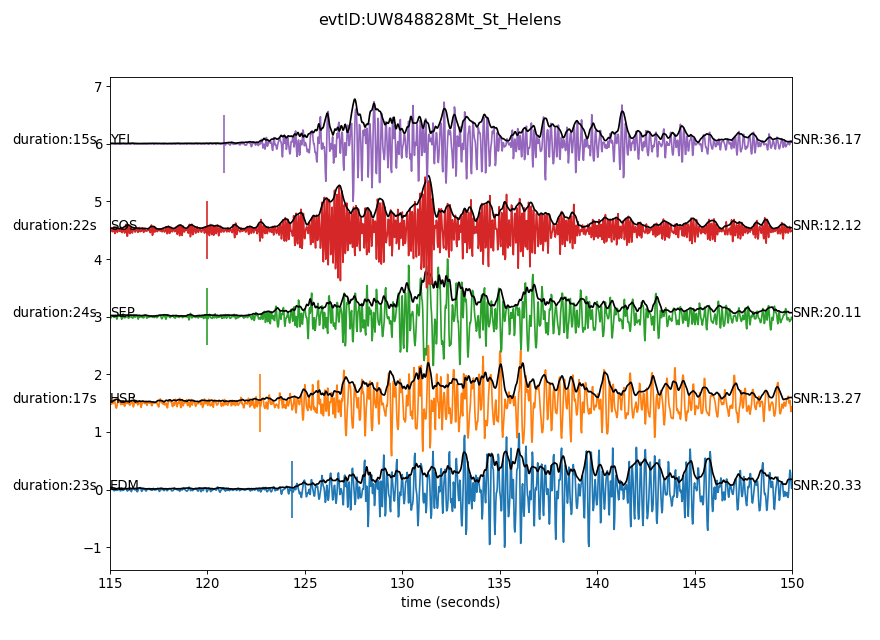 evtID:UW848828Mt_St_Helens
7
duration:15s YEL SNR:36.17
6
5
duration:22s SOS SNR:12.12
4
duration:24s SEP SNR:20.11
3
2
duration:17s HSR SNR:13.27
1
duration:23s EDM SNR:20.33
0
−1
115 120 125 130 135 140 145 150
time (seconds)